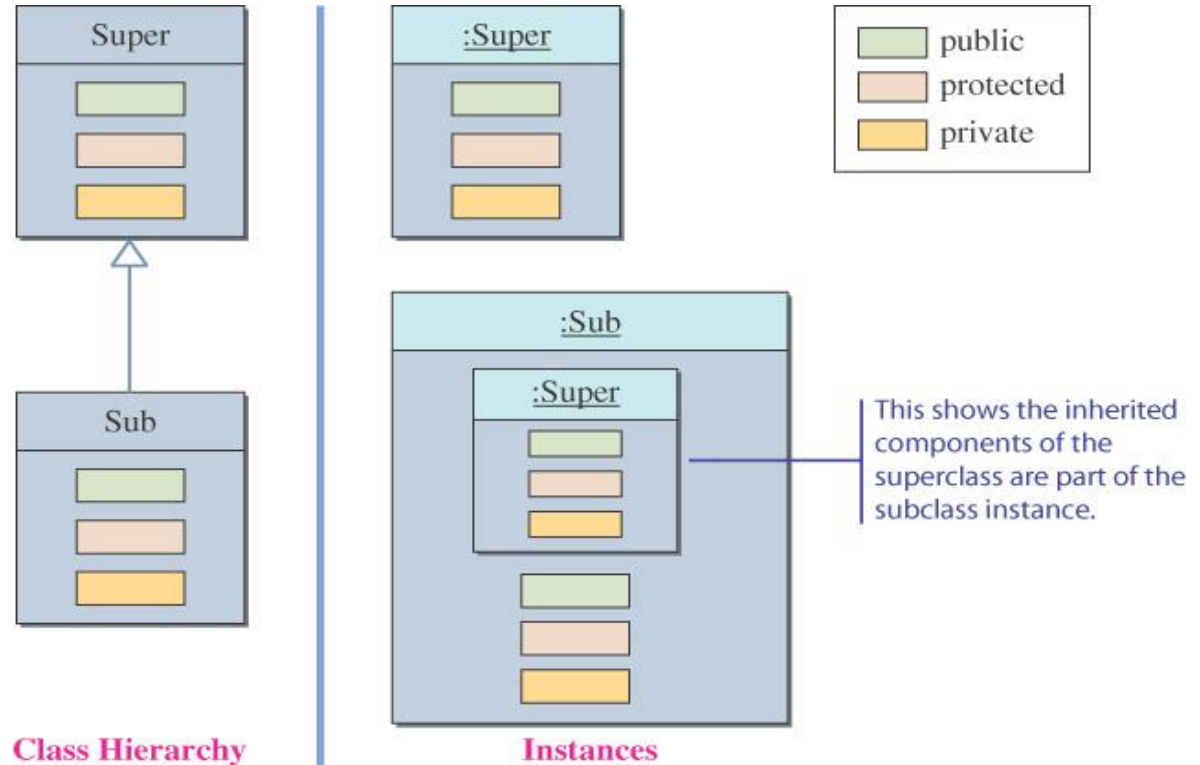 Super
Sub
Class Hierarchy
:Super
:Sub
:Super
Instances
public
protected
private
This shows the inherited
components of the
superclass are part of the
subclass instance.